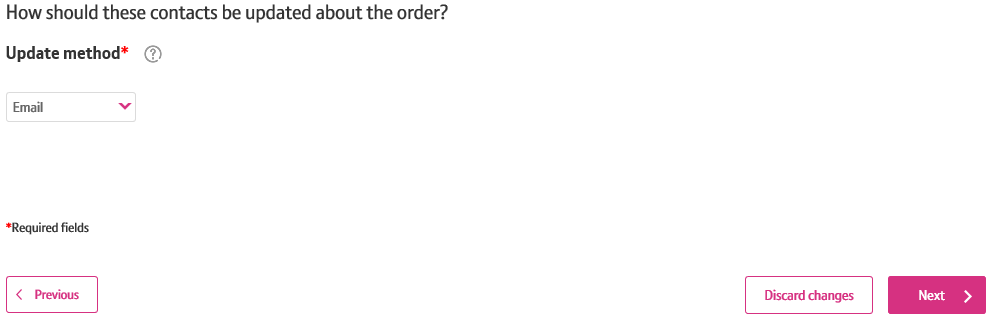 How should these contacts be updated about the order?
Update method* ?
Email
*Required fields
Previous
Discard changes
Next